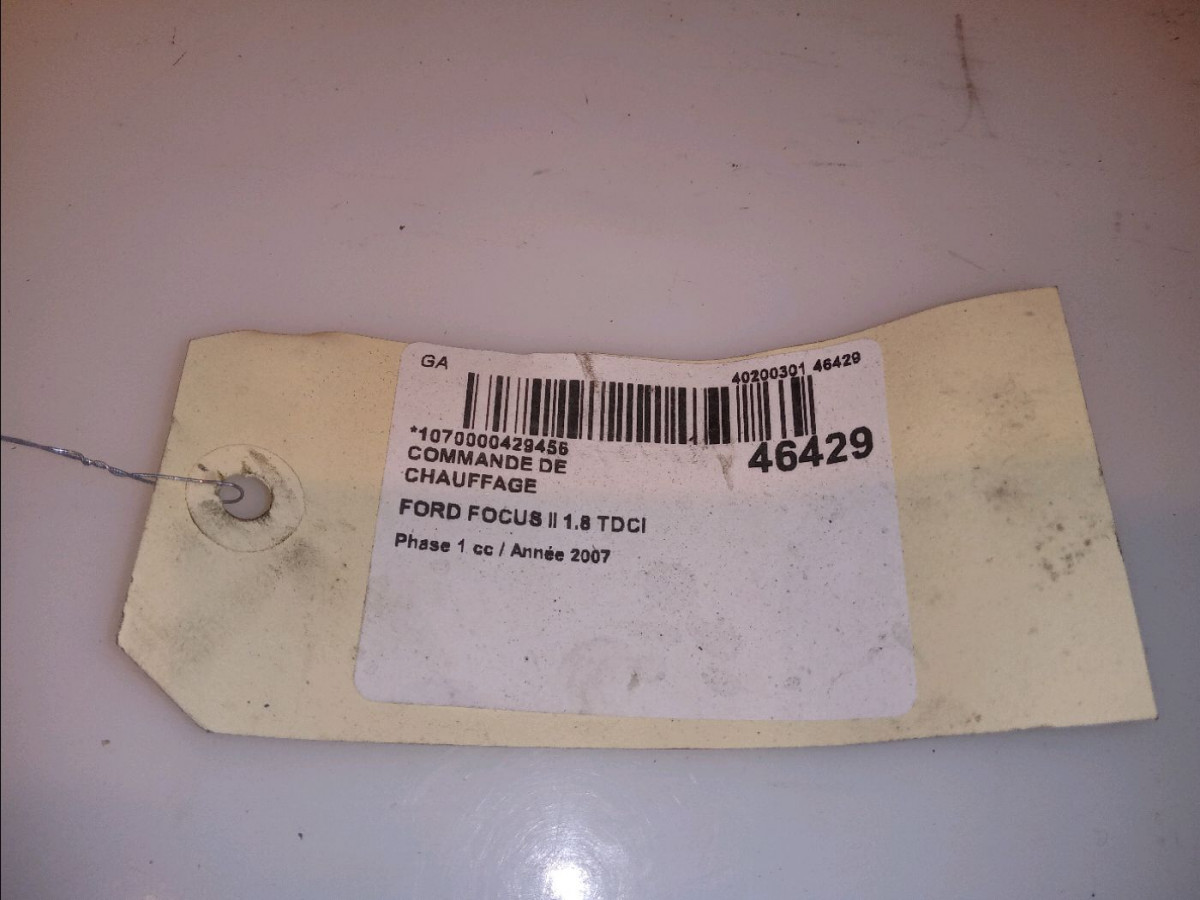 GA
40200301 46429
*1070000429456
46429
COMMANDE DE
CHAUFFAGE
FORD FOCUS II 1.8 TDCI
Phase 1 cc / Année 2007